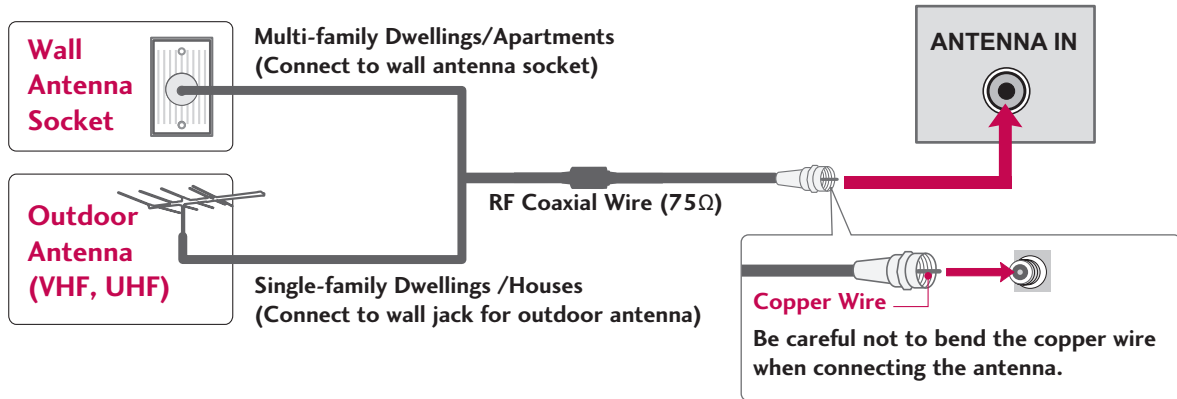 Wall
Antenna
Socket
Multi-family Dwellings/Apartments
(Connect to wall antenna socket)
ANTENNA IN
RF Coaxial Wire (75Ω)
Outdoor
Antenna
(VHF, UHF)
Single-family Dwellings /Houses
(Connect to wall jack for outdoor antenna)
Copper Wire
Be careful not to bend the copper wire
when connecting the antenna.